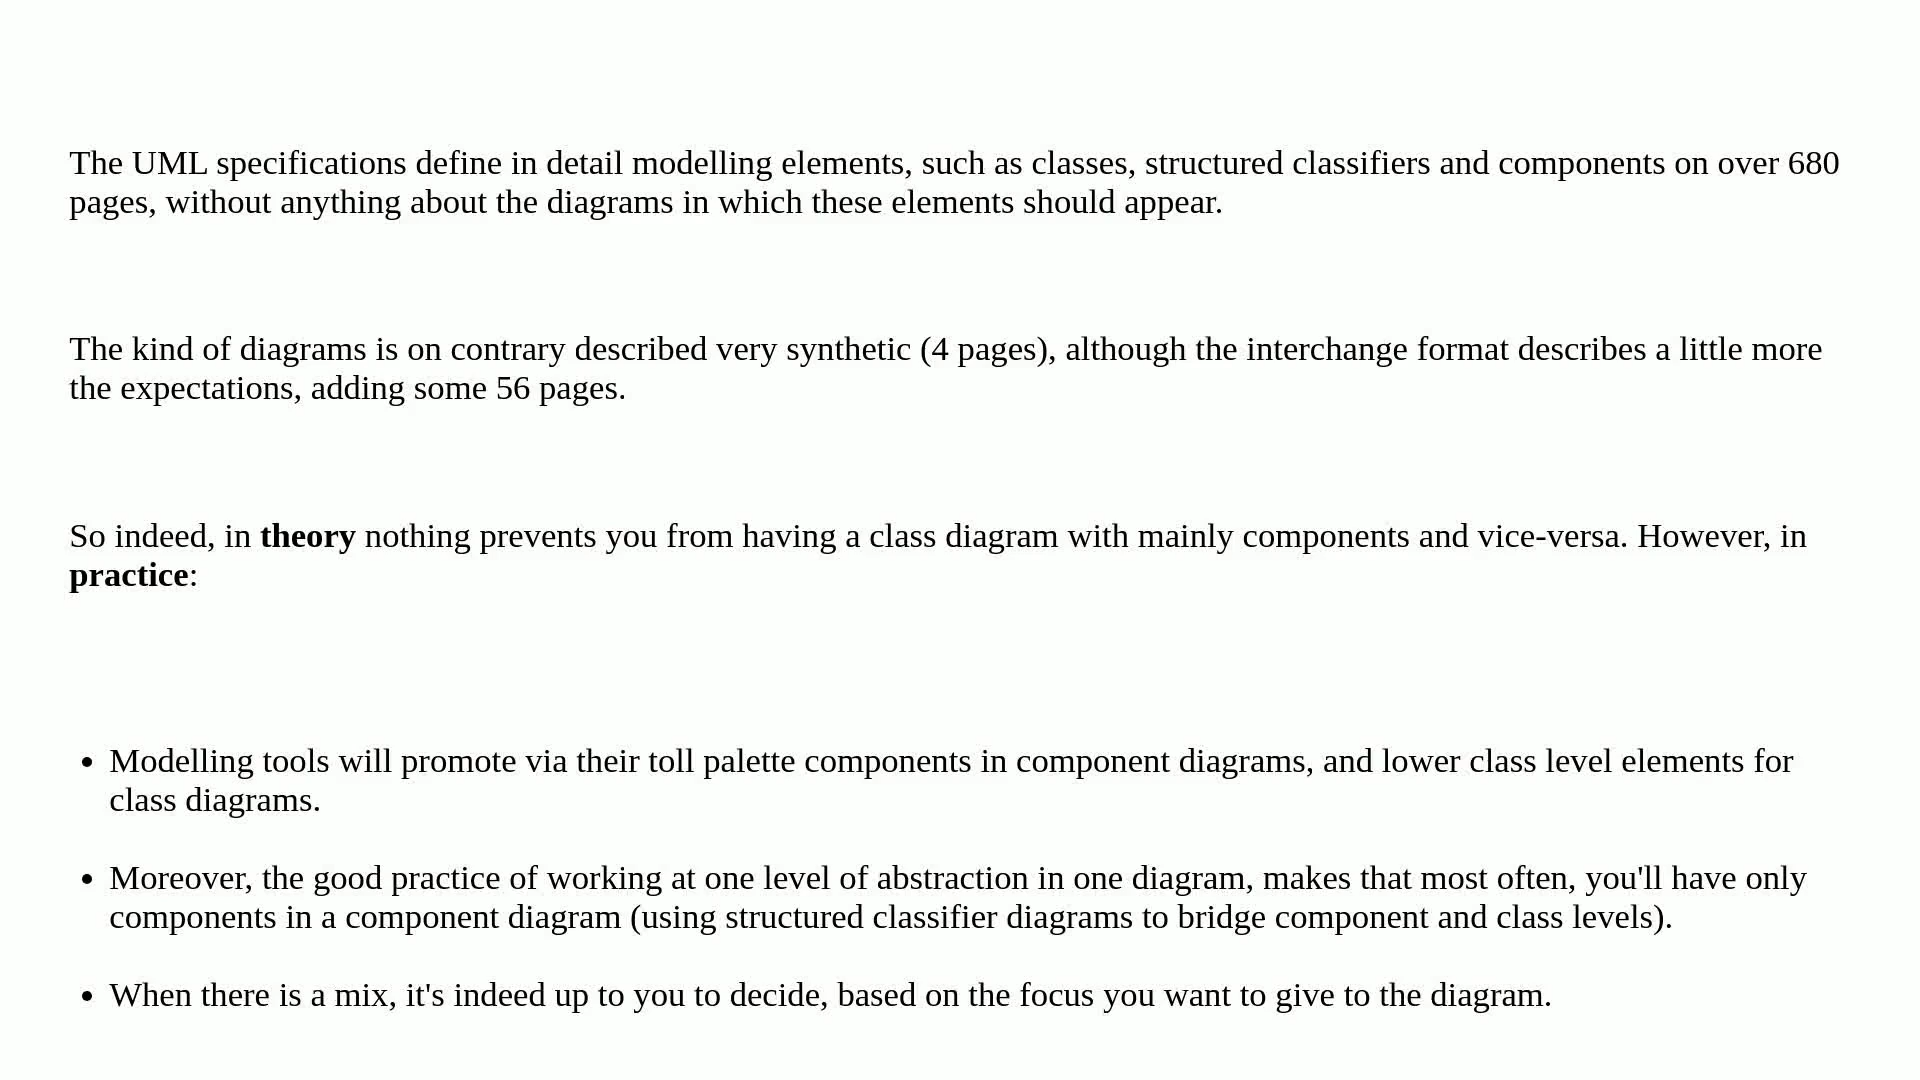 The UML specifications define in detail modelling elements, such as classes, structured classifiers and components on over 680
pages, without anything about the diagrams in which these elements should appear.
The kind of diagrams is on contrary described very synthetic (4 pages), although the interchange format describes a little more
the expectations, adding some 56 pages.
So indeed, in theory nothing prevents you from having a class diagram with mainly components and vice-versa. However, in
practice:
• Modelling tools will promote via their toll palette components in component diagrams, and lower class level elements for
class diagrams.
• Moreover, the good practice of working at one level of abstraction in one diagram, makes that most often, you'll have only
components in a component diagram (using structured classifier diagrams to bridge component and class levels).
• When there is a mix, it's indeed up to you to decide, based on the focus you want to give to the diagram.